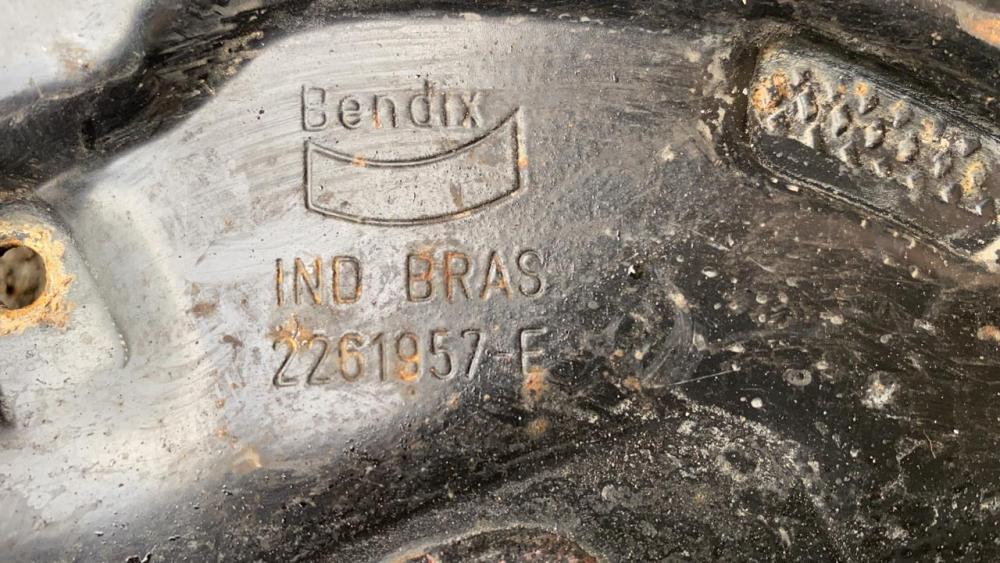 Bendix
IND BRAS
2261957-E